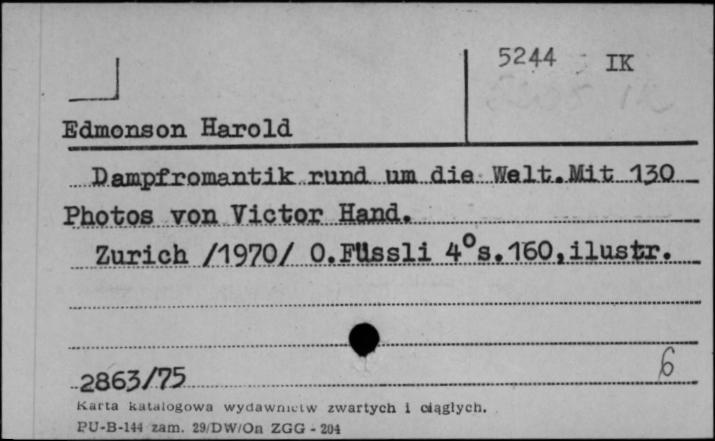 5244 IK
Edmonson Harold
Dampfromantik rund um die Welt.Mit 130
Photos von Victor Hand.
Zurich /1970/ O.Füssli 4°s.160,ilustr.
2863/75
6
Karta katalogowa wydawnictw zwartych i ciągłych.
PU-B-144 zam. 29/DW/On ZGG - 204